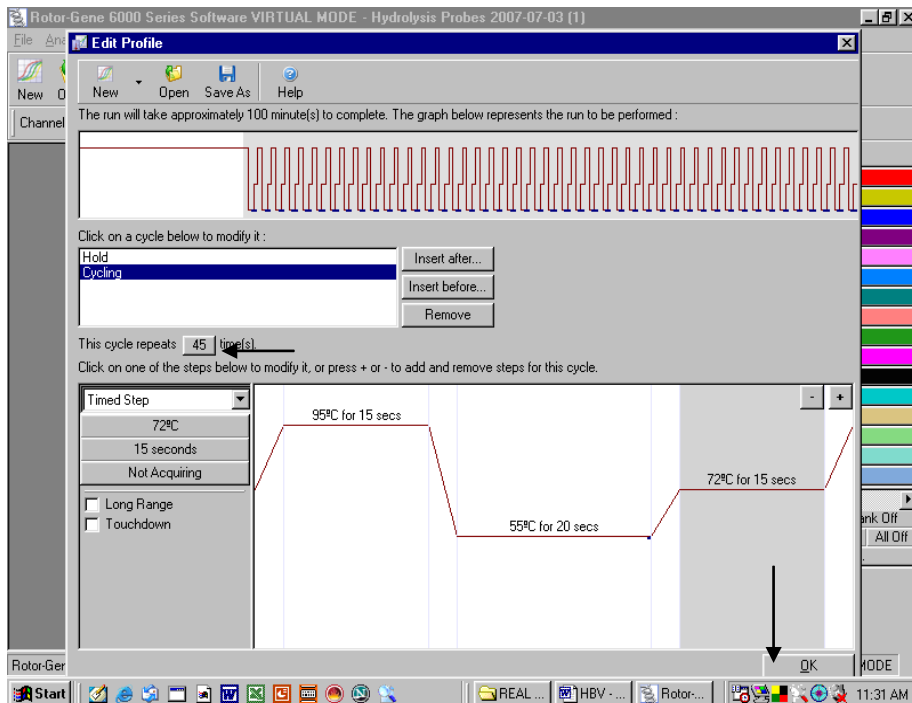 Rotor-Gene 6000 Series Software VIRTUAL MODE - Hydrolysis Probes 2007-07-03 (1)
File Ana
Edit Profile
New O
New Open Save As Help
Channel
The run will take approximately 100 minute(s) to complete. The graph below represents the run to be performed :
Click on a cycle below to modify it :
Hold
Cycling
Insert after...
Insert before...
Remove
This cycle repeats 45 time(s).
Click on one of the steps below to modify it, or press + or - to add and remove steps for this cycle.
Timed Step
- +
72ºC
15 seconds
Not Acquiring
Long Range
Touchdown
95ºC for 15 secs
55ºC for 20 secs
72ºC for 15 secs
ank Off
All Off
OK
Rotor-Ger
MODE
Start
REAL ... HBV - ... Rotor-... 11:31 AM